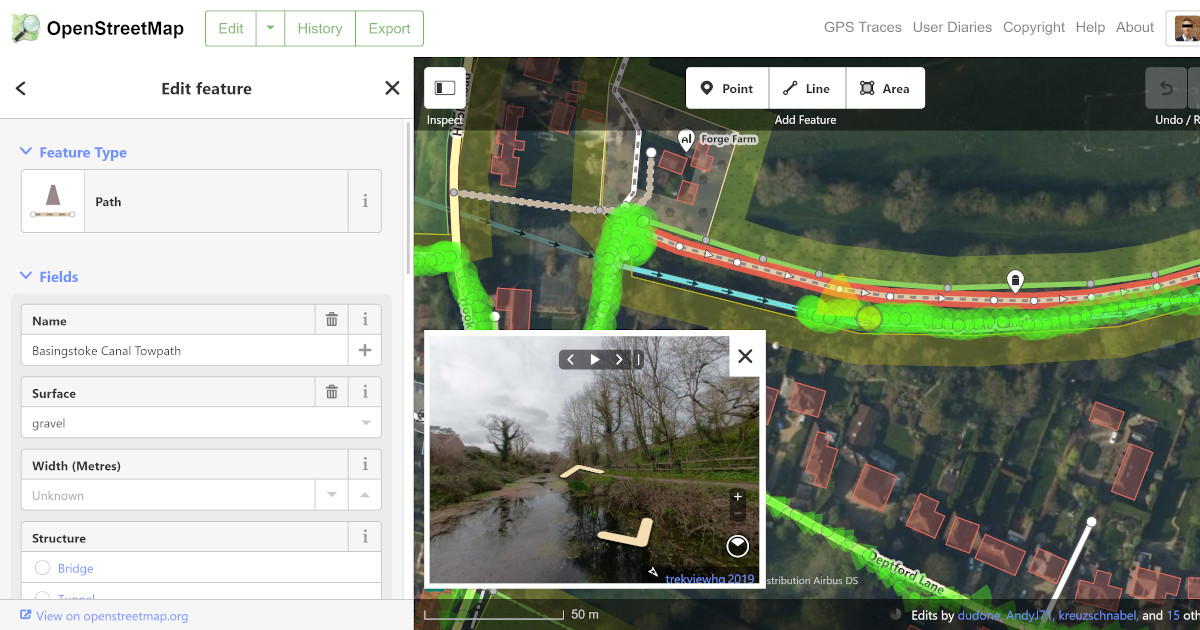 OpenStreetMap
Edit
History
Export
GPS Traces
User Diaries
Copyright
Help
About
Edit feature
Inspect
Point
Line
Area
Add Feature
Undo / R
Feature Type
Path
i
Fields
Name
i
Basingstoke Canal Towpath
+
Surface
i
gravel
Width (Metres)
i
Unknown
Structure
i
Bridge
Tunnel
View on openstreetmap.org
Forge Farm
Hook
+
−
trekviewhq 2019
stribution Airbus DS
Deptford Lane
50 m
Edits by dudone, AndyJ71, kreuzschnabel, and 15 oth